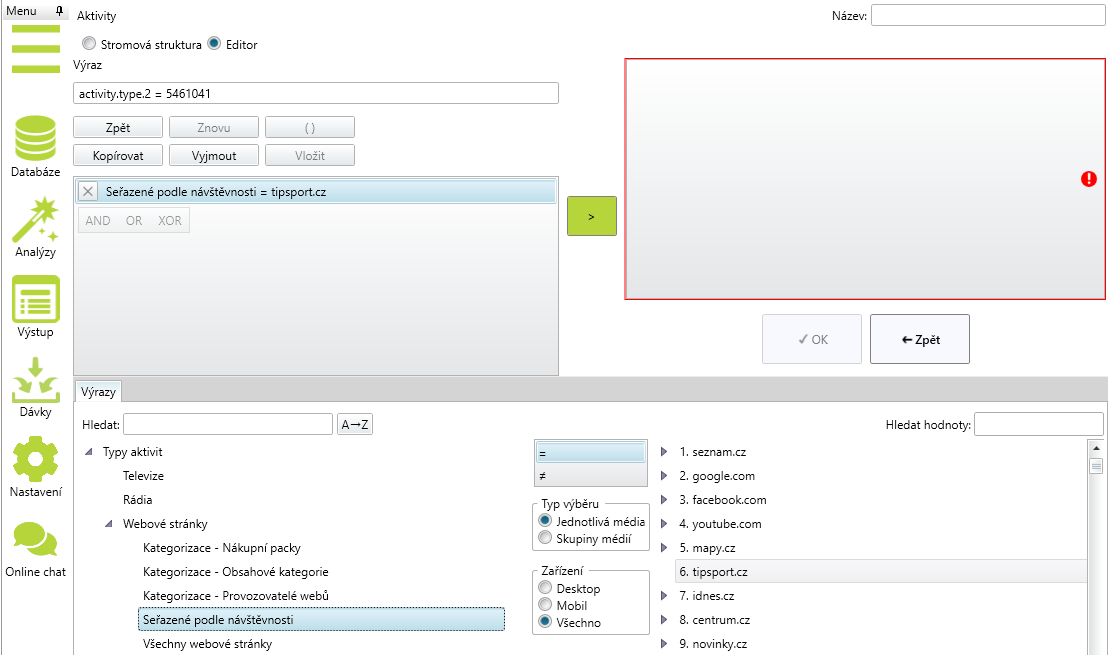 Menu
Databáze
Analýzy
Výstup
Dávky
Nastavení
Online chat
Aktivity
Název:
Stromová struktura Editor
Výraz
activity.type.2 = 5461041
Zpět Znovu ( )
Kopírovat Vyjmout Vložit
Seřazené podle návštěvnosti = tipsport.cz
AND OR XOR
>
✓ OK ← Zpět
Výrazy
Hledat: A→Z
Hledat hodnoty:
Typy aktivit
Televize
Rádia
Webové stránky
Kategorizace - Nákupní packy
Kategorizace - Obsahové kategorie
Kategorizace - Provozovatelé webů
Seřazené podle návštěvnosti
Všechny webové stránky
=
≠
Typ výběru
Jednotlivá média
Skupiny médií
Zařízení
Desktop
Mobil
Všechno
1. seznam.cz
2. google.com
3. facebook.com
4. youtube.com
5. mapy.cz
6. tipsport.cz
7. idnes.cz
8. centrum.cz
9. novinky.cz